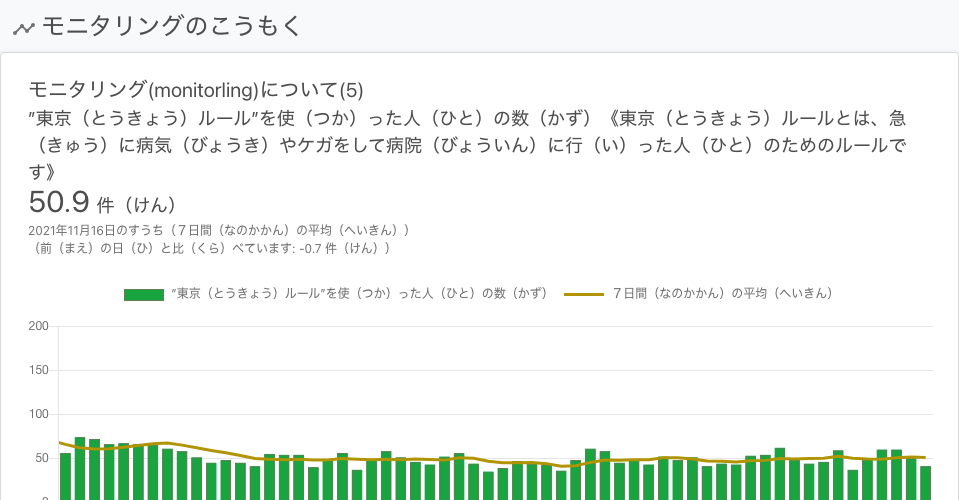 モニタリングのこうもく
モニタリング(monitorling)について(5)
”東京（とうきょう）ルール”を使（つか）った人（ひと）の数（かず）《東京（とうきょう）ルールとは、急
（きゅう）に病気（びょうき）やケガをして病院（びょういん）に行（い）った人（ひと）のためのルールで
す》
50.9 件（けん）
2021年11月16日のすうち（７日間（なのかかん）の平均（へいきん））
（前（まえ）の日（ひ）と比（くら）べています: -0.7 件（けん））
”東京（とうきょう）ルール”を使（つか）った人（ひと）の数（かず） ７日間（なのかかん）の平均（へいきん）
200
150
100
50
0